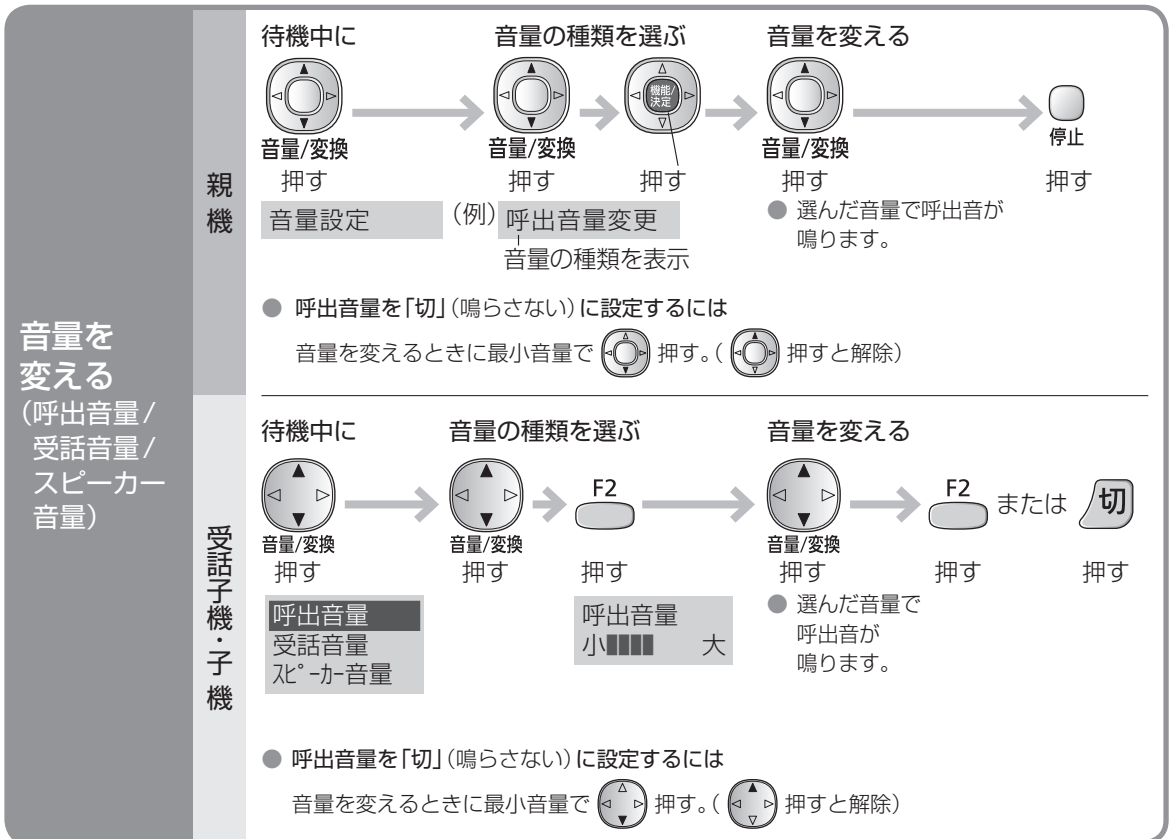 音量を
変える
(呼出音量/
受話音量/
スピーカー
音量)
親機
待機中に
音量の種類を選ぶ
音量を変える
機能/
決定
音量/変換
音量/変換
音量/変換
停止
押す
押す
押す
押す
押す
音量設定
(例)
呼出音量変更
音量の種類を表示
● 選んだ音量で呼出音が
鳴ります。
● 呼出音量を「切」(鳴らさない)に設定するには
音量を変えるときに最小音量で 押す。( 押すと解除)
受話子機・子機
待機中に
音量の種類を選ぶ
音量を変える
音量/変換
音量/変換
F2
音量/変換
F2
または
切
押す
押す
押す
押す
押す
押す
呼出音量
受話音量
スピーカー音量
呼出音量
小 大
● 選んだ音量で
呼出音が
鳴ります。
● 呼出音量を「切」(鳴らさない)に設定するには
音量を変えるときに最小音量で 押す。( 押すと解除)